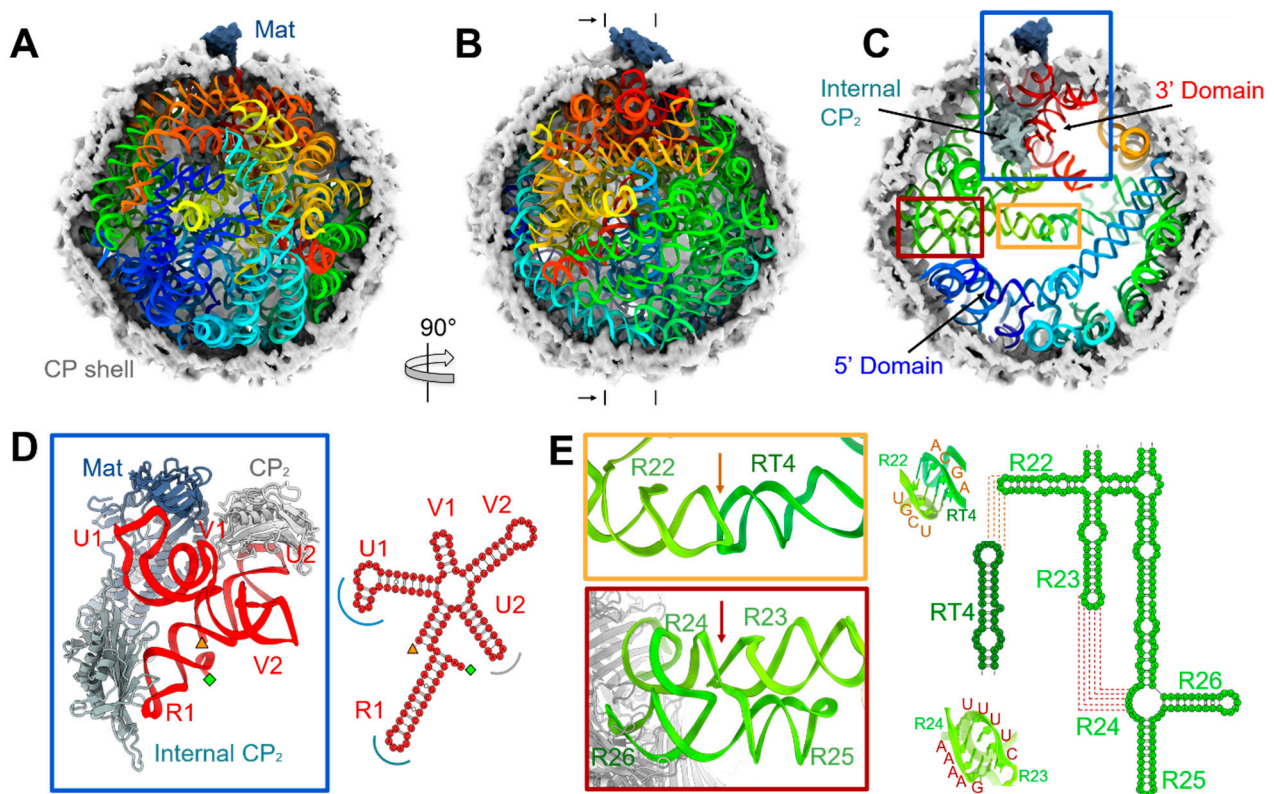 A
Mat
CP shell
90°
B
C
Internal
CP₂
3’ Domain
5’ Domain
D
Mat
CP₂
U1
V1
U2
V2
R1
Internal CP₂
V1
V2
U1
U2
R1
E
R22
RT4
R24
R23
R26
R25
R22
A
C
G
A
U
G
C
U
RT4
R22
R23
RT4
R24
R26
R25
R24
U
U
U
U
C
A
A
A
A
G
R23